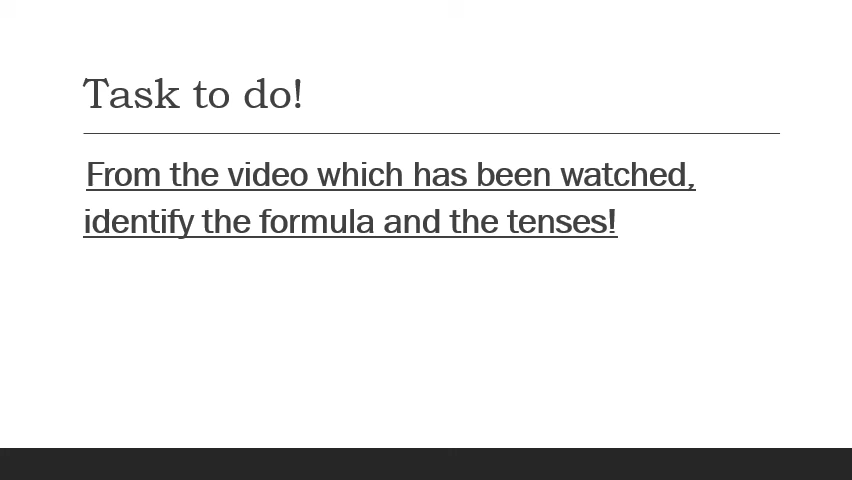 Task to do!
From the video which has been watched,
identify the formula and the tenses!